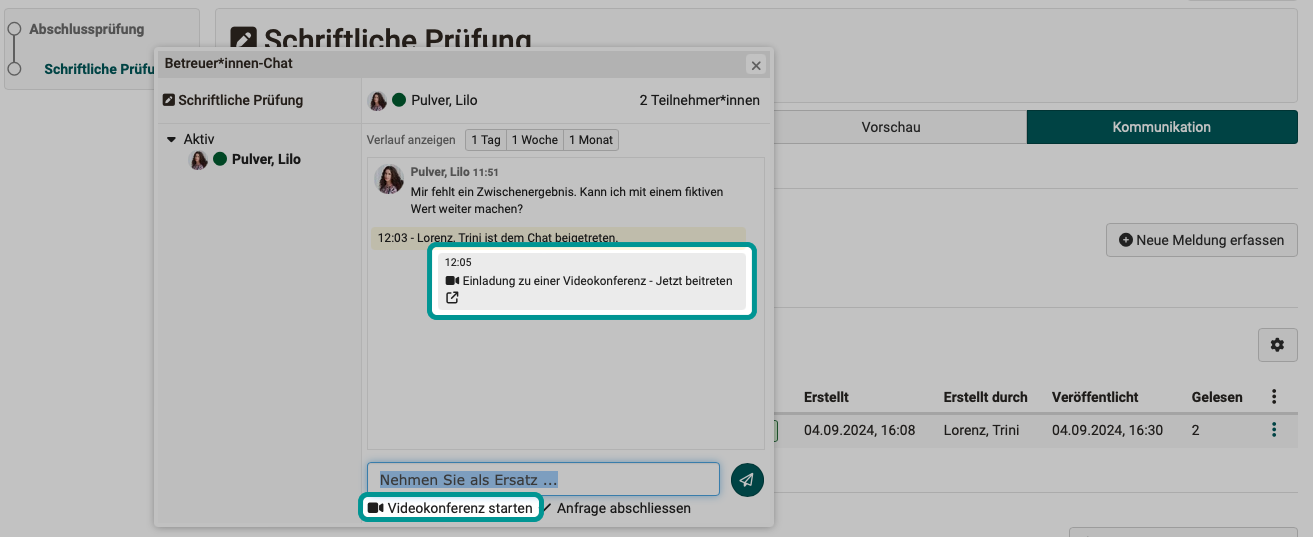 Abschlussprüfung
Schriftliche Prüfung
Schriftliche Prüfu
Betreuer*innen-Chat
Schriftliche Prüfung
Pulver, Lilo
2 Teilnehmer*innen
Aktiv
Pulver, Lilo
Verlauf anzeigen 1 Tag 1 Woche 1 Monat
Pulver, Lilo 11:51
Mir fehlt ein Zwischenergebnis. Kann ich mit einem fiktiven
Wert weiter machen?
12:03 - Lorenz, Trini ist dem Chat beigetreten.
12:05
Einladung zu einer Videokonferenz - Jetzt beitreten
Nehmen Sie als Ersatz ...
Videokonferenz starten
Anfrage abschliessen
Vorschau
Kommunikation
Neue Meldung erfassen
Erstellt Erstellt durch Veröffentlicht Gelesen
04.09.2024, 16:08 Lorenz, Trini 04.09.2024, 16:30 2